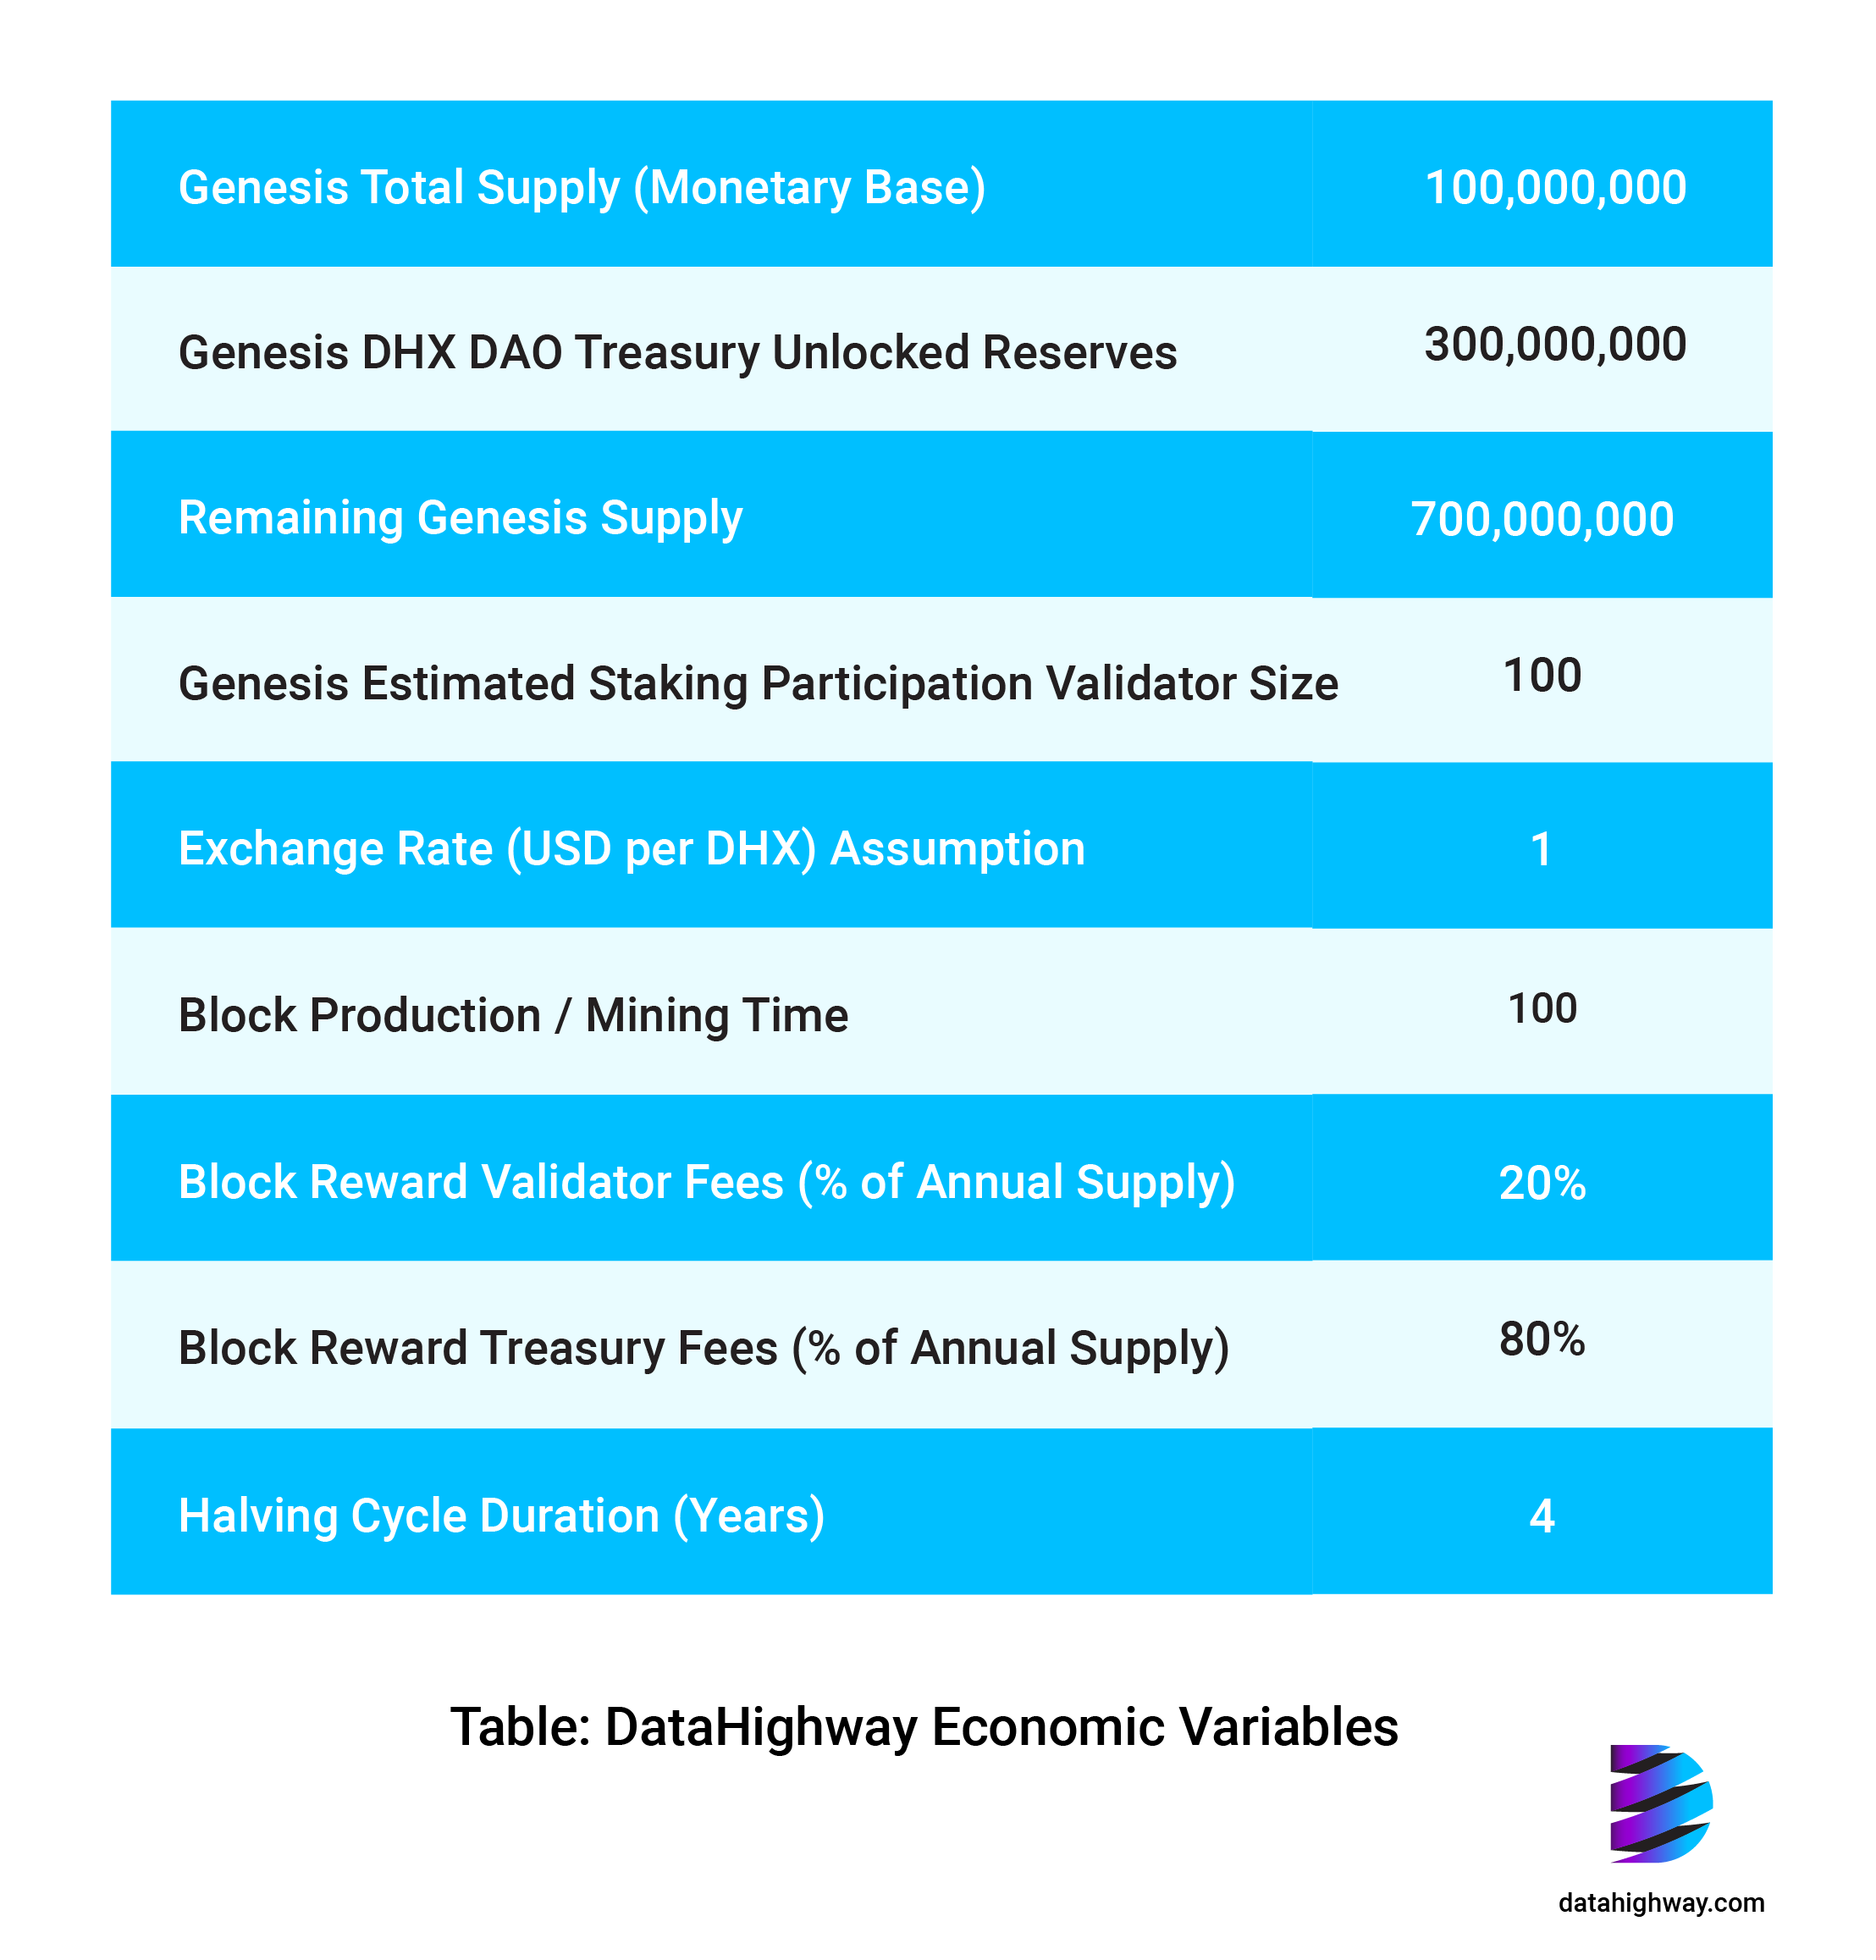 Genesis Total Supply (Monetary Base) 100,000,000
Genesis DHX DAO Treasury Unlocked Reserves 300,000,000
Remaining Genesis Supply 700,000,000
Genesis Estimated Staking Participation Validator Size 100
Exchange Rate (USD per DHX) Assumption 1
Block Production / Mining Time 100
Block Reward Validator Fees (% of Annual Supply) 20%
Block Reward Treasury Fees (% of Annual Supply) 80%
Halving Cycle Duration (Years) 4
Table: DataHighway Economic Variables
datahighway.com